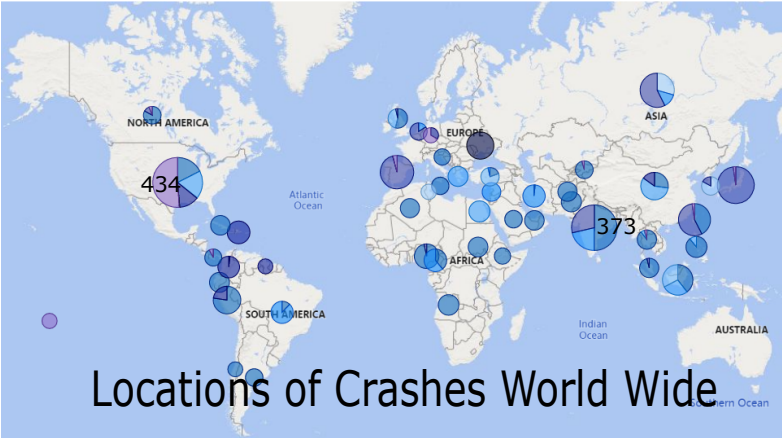 ASIA
NORTH AMERICA
EUROPE
434
Atlantic
Ocean
373
AFRICA
SOUTH AMERICA
Indian
Ocean
AUSTRALIA
Locations of Crashes World Wide
Southern Ocean